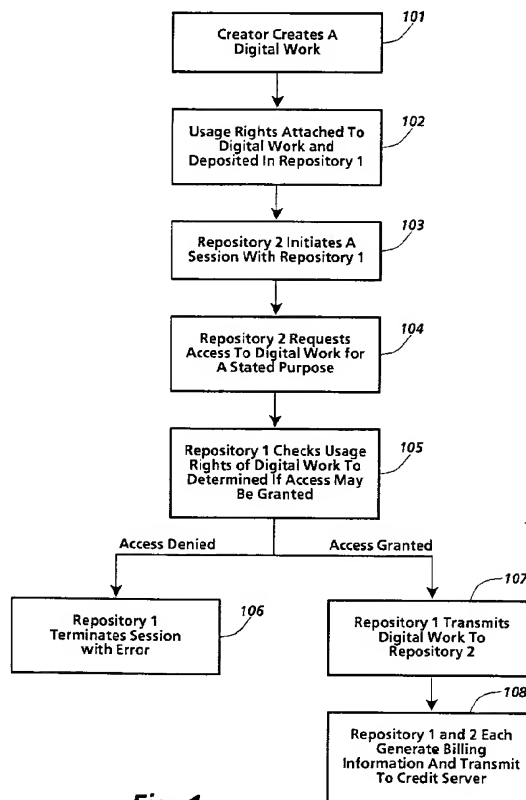 Creator Creates A
Digital Work
101
Usage Rights Attached To
Digital Work and
Deposited In Repository 1
102
Repository 2 Initiates A
Session With Repository 1
103
Repository 2 Requests
Access To Digital Work for
A Stated Purpose
104
Repository 1 Checks Usage
Rights of Digital Work To
Determined If Access May
Be Granted
105
Access Denied
Access Granted
Repository 1
Terminates Session
with Error
106
Repository 1 Transmits
Digital Work To
Repository 2
107
Repository 1 and 2 Each
Generate Billing
Information And Transmit
To Credit Server
108
Fig. 1